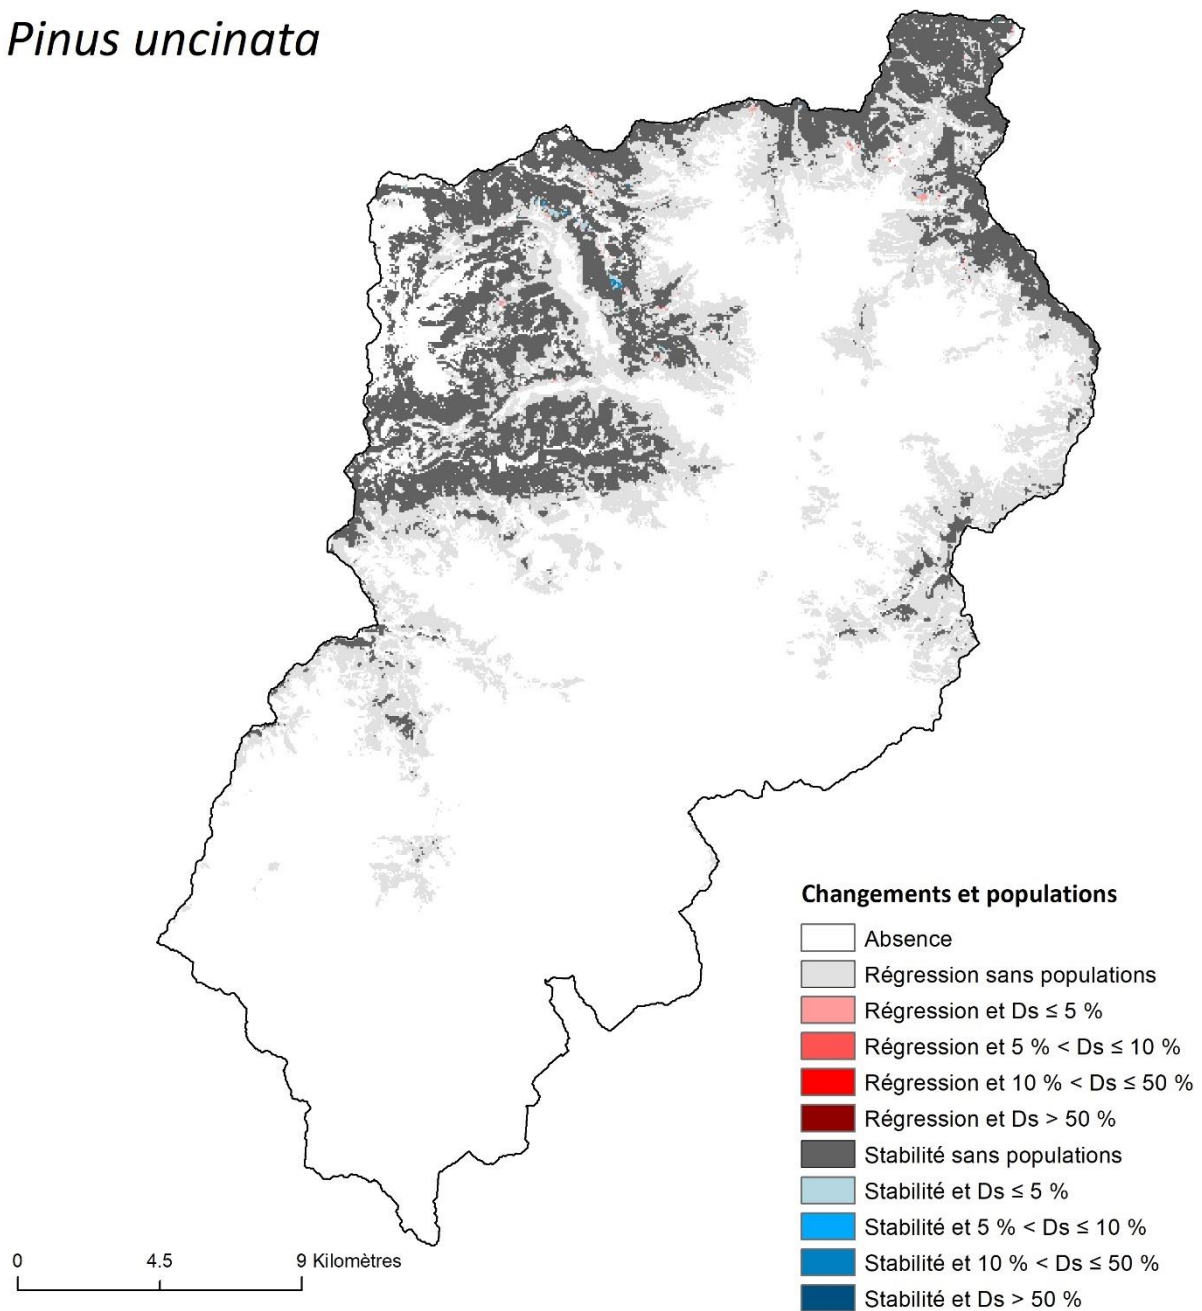 Pinus uncinata
Changements et populations
Absence
Régression sans populations
Régression et Ds ≤ 5 %
Régression et 5 % < Ds ≤ 10 %
Régression et 10 % < Ds ≤ 50 %
Régression et Ds > 50 %
Stabilité sans populations
Stabilité et Ds ≤ 5 %
Stabilité et 5 % < Ds ≤ 10 %
Stabilité et 10 % < Ds ≤ 50 %
Stabilité et Ds > 50 %
0 4.5 9 Kilomètres